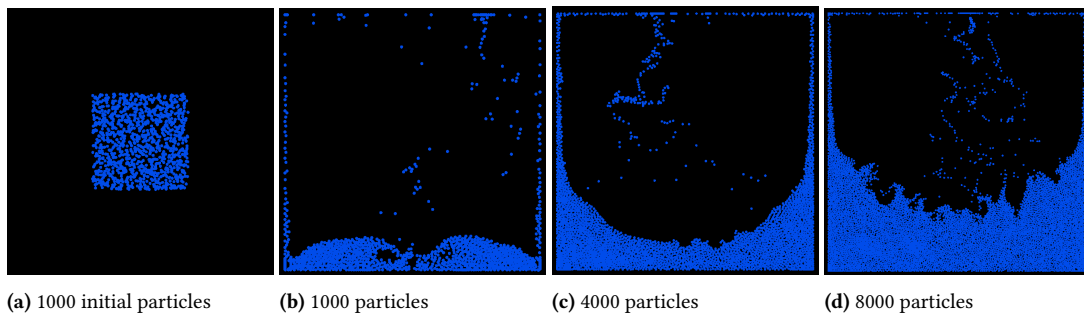 (a) 1000 initial particles
(b) 1000 particles
(c) 4000 particles
(d) 8000 particles